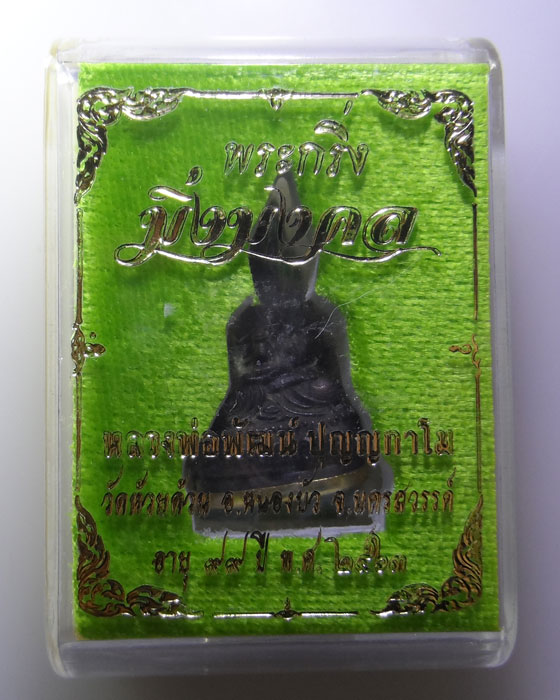 พระกริ่ง
มิ่งมงคล
หลวงพ่อพัฒน์ ปุญญกาโม
วัดห้วยด้วน อ.หนองบัว จ.นครสวรรค์
อายุ ๙๙ ปี พ.ศ.๒๕๖๓